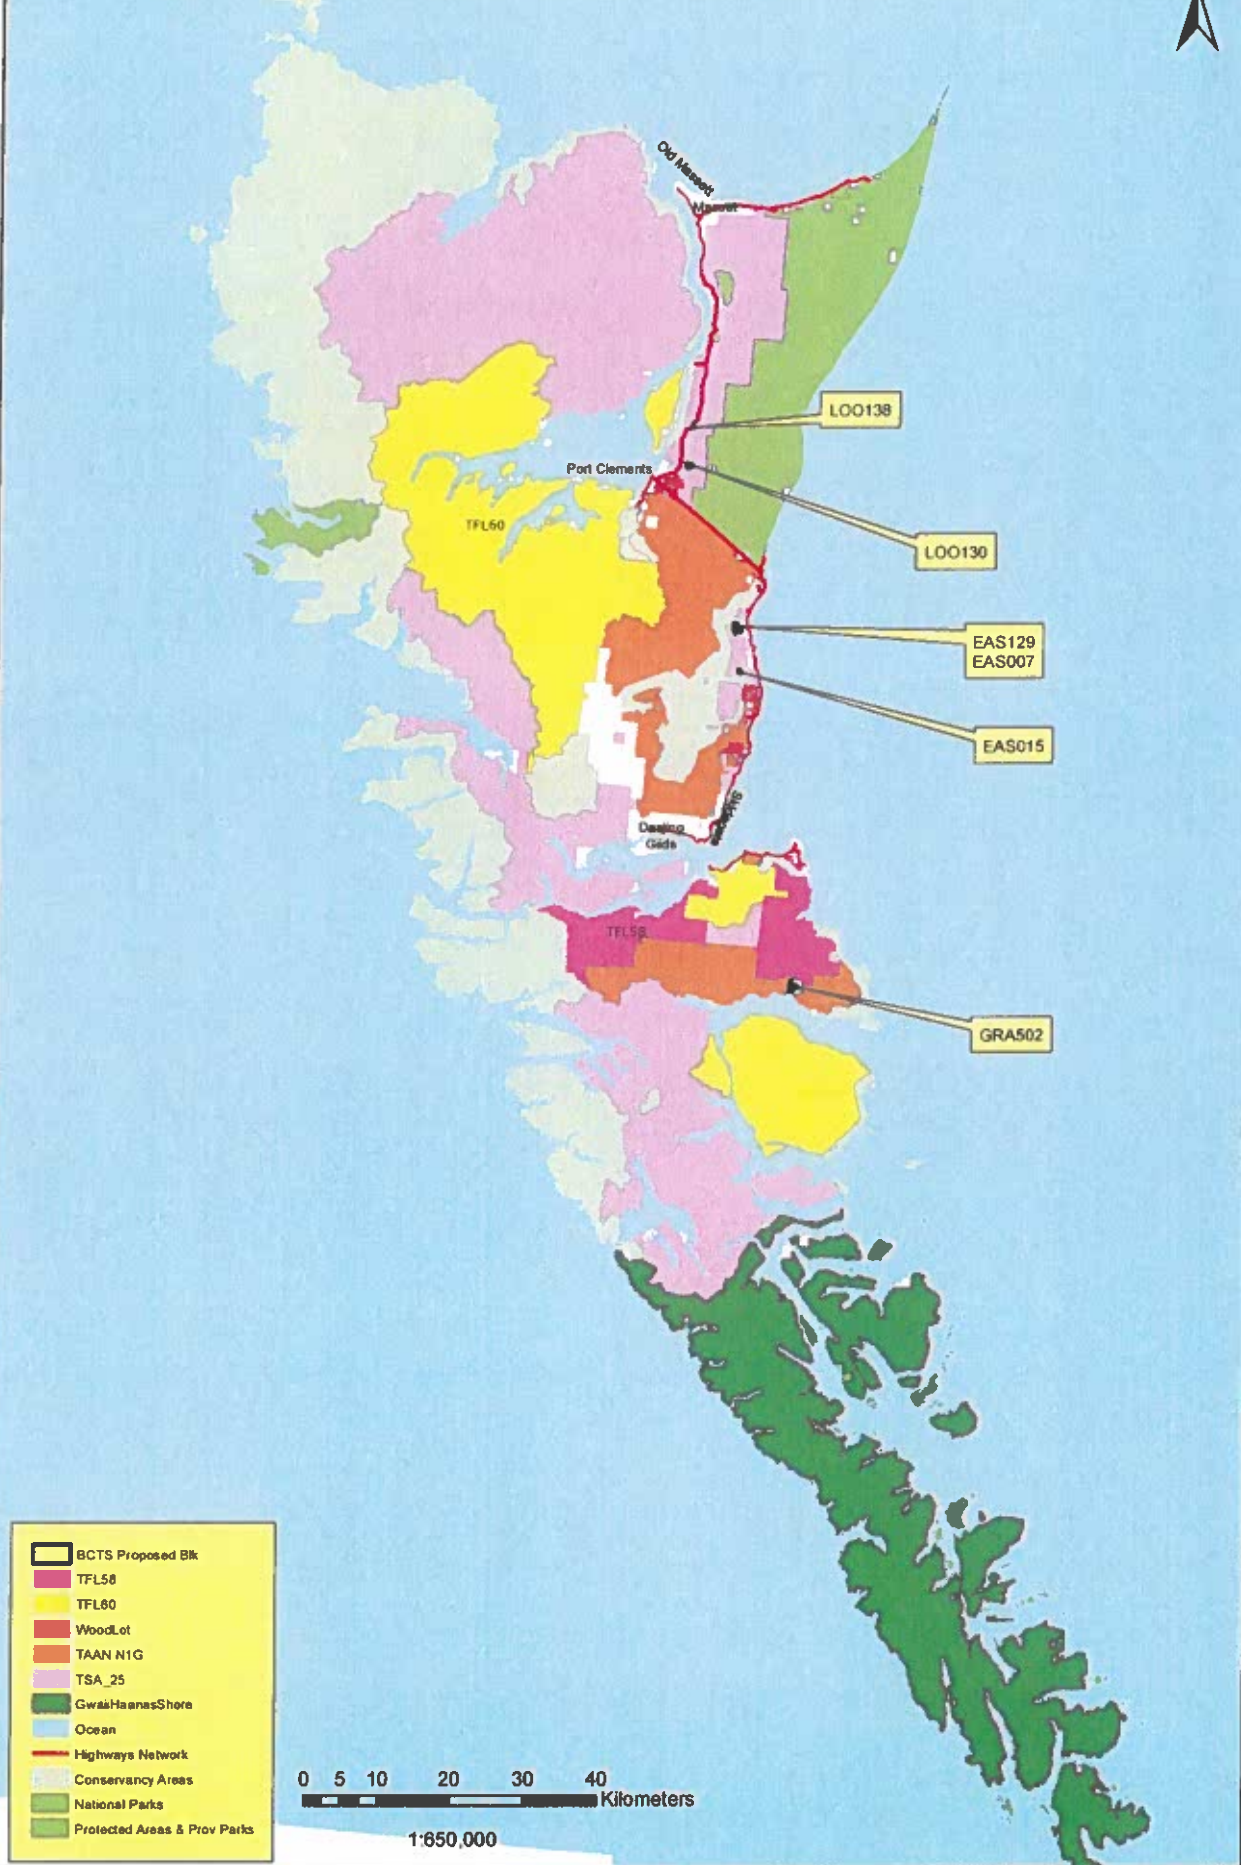 Old Massett
Masset
LOO138
Port Clements
TFL60
LOO130
EAS129
EAS007
EAS015
Skidegate
Daajing
Giids
TFL58
GRA502
BCTS Proposed Blk
TFL58
TFL60
WoodLot
TAAN N1G
TSA_25
GwaiiHaanasShore
Ocean
Highways Network
Conservancy Areas
National Parks
Protected Areas & Prov Parks
0 5 10 20 30 40
Kilometers
1:650,000